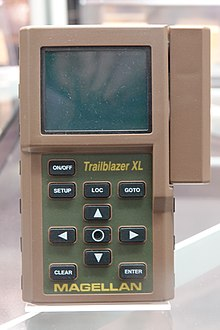 ON/OFF
Trailblazer XL
SETUP LOC GOTO
CLEAR ENTER
MAGELLAN